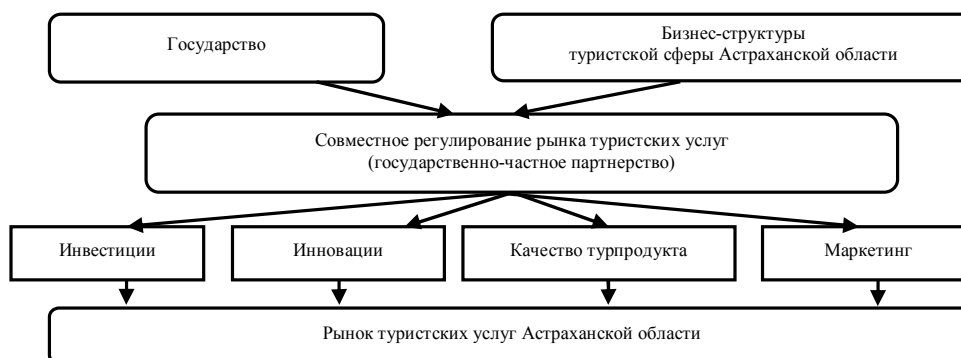 Государство
Бизнес-структуры
туристской сферы Астраханской области
Совместное регулирование рынка туристских услуг
(государственно-частное партнерство)
Инвестиции
Инновации
Качество турпродукта
Маркетинг
Рынок туристских услуг Астраханской области